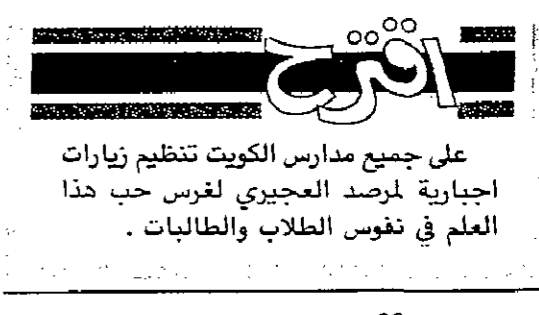 اقترح
على جميع مدارس الكويت تنظيم زيارات
اجبارية لمرصد العجيري لغرس حب هذا
العلم في نفوس الطلاب والطالبات .